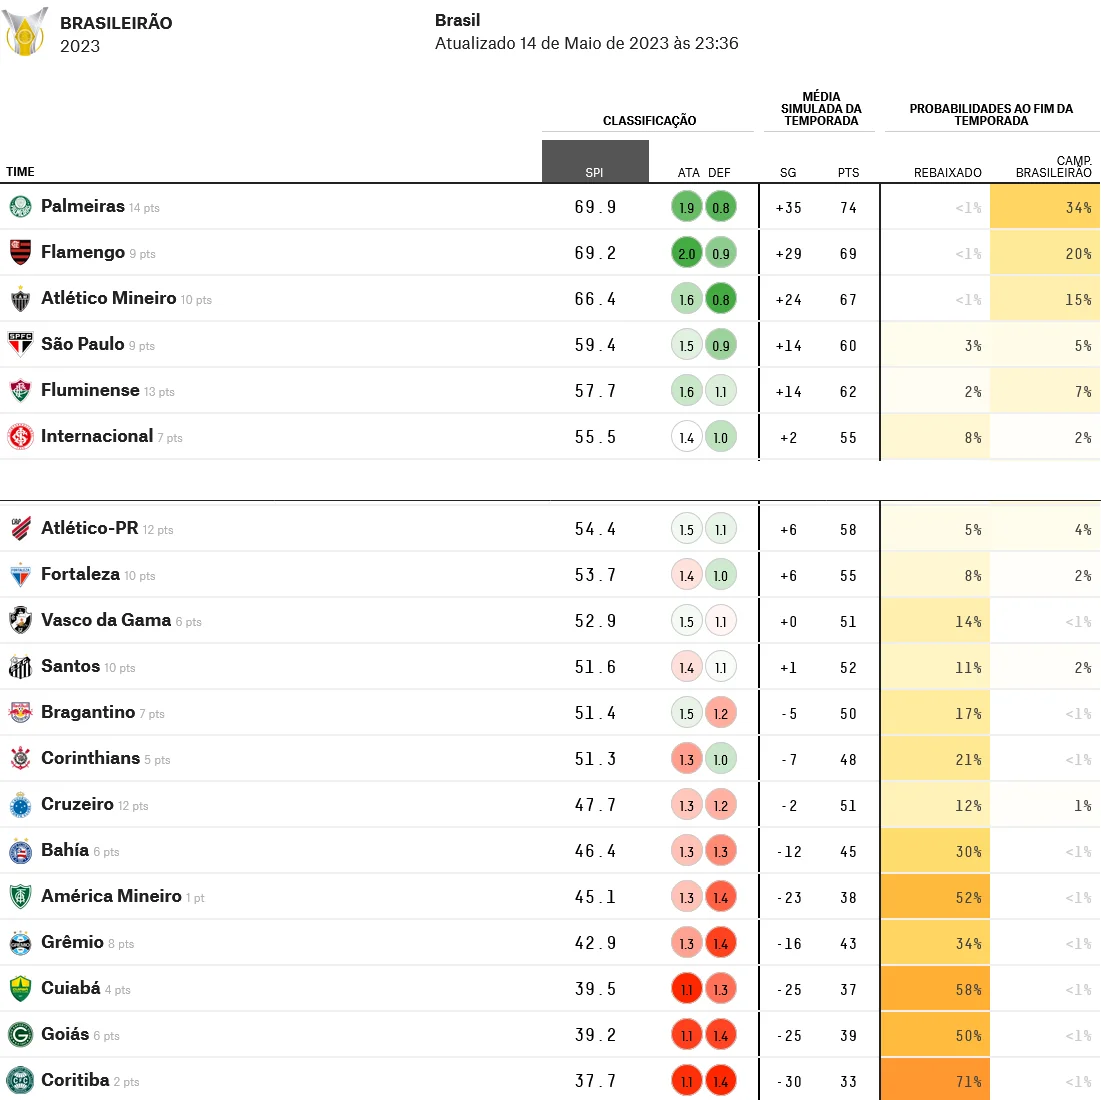 BRASILEIRÃO
2023
Brasil
Atualizado 14 de Maio de 2023 às 23:36
CLASSIFICAÇÃO
MÉDIA
SIMULADA DA
TEMPORADA
PROBABILIDADES AO FIM DA
TEMPORADA
TIME SPI ATA DEF SG PTS REBAIXADO CAMP. BRASILEIRÃO
Palmeiras 14 pts 69.9 1.9 0.8 +35 74 <1% 34%
Flamengo 9 pts 69.2 2.0 0.9 +29 69 <1% 20%
Atlético Mineiro 10 pts 66.4 1.6 0.8 +24 67 <1% 15%
São Paulo 9 pts 59.4 1.5 0.9 +14 60 3% 5%
Fluminense 13 pts 57.7 1.6 1.1 +14 62 2% 7%
Internacional 7 pts 55.5 1.4 1.0 +2 55 8% 2%
Atlético-PR 12 pts 54.4 1.5 1.1 +6 58 5% 4%
Fortaleza 10 pts 53.7 1.4 1.0 +6 55 8% 2%
Vasco da Gama 6 pts 52.9 1.5 1.1 +0 51 14% <1%
Santos 10 pts 51.6 1.4 1.1 +1 52 11% 2%
Bragantino 7 pts 51.4 1.5 1.2 -5 50 17% <1%
Corinthians 5 pts 51.3 1.3 1.0 -7 48 21% <1%
Cruzeiro 12 pts 47.7 1.3 1.2 -2 51 12% 1%
Bahía 6 pts 46.4 1.3 1.3 -12 45 30% <1%
América Mineiro 1 pt 45.1 1.3 1.4 -23 38 52% <1%
Grêmio 8 pts 42.9 1.3 1.4 -16 43 34% <1%
Cuiabá 4 pts 39.5 1.1 1.3 -25 37 58% <1%
Goiás 6 pts 39.2 1.1 1.4 -25 39 50% <1%
Coritiba 2 pts 37.7 1.1 1.4 -30 33 71% <1%